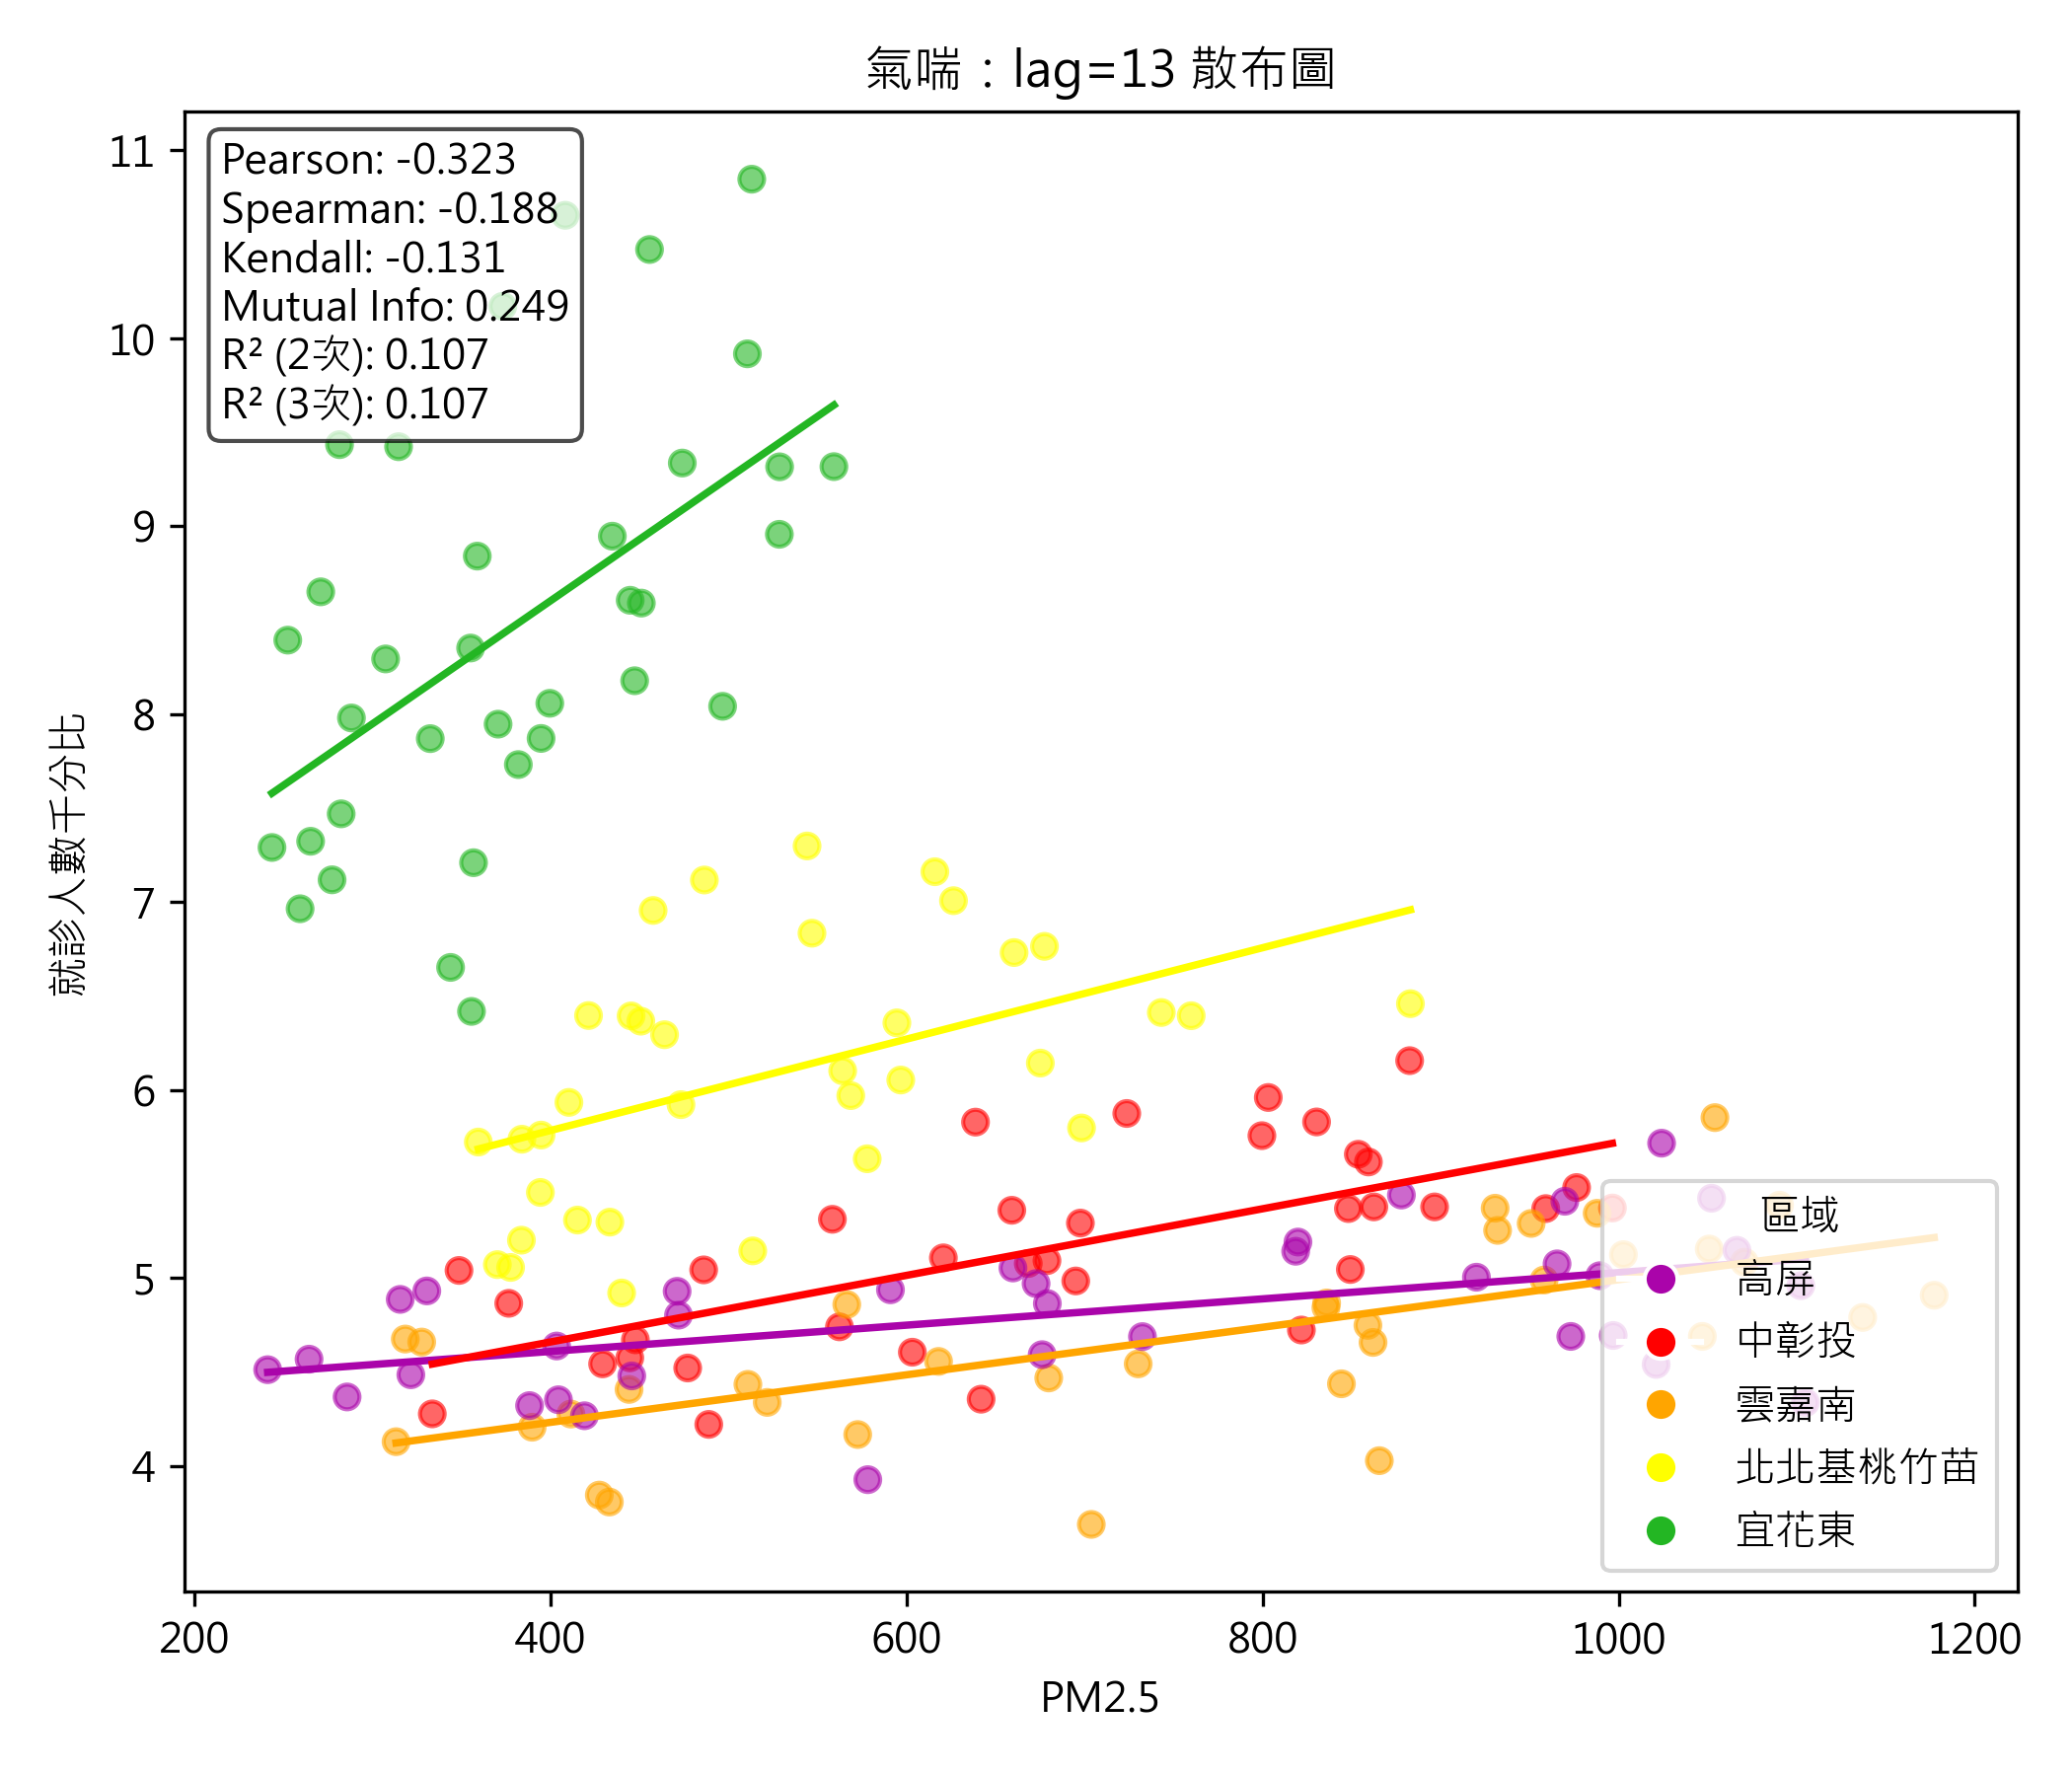 氣喘：lag=13 散布圖
Pearson: -0.323
Spearman: -0.188
Kendall: -0.131
Mutual Info: 0.249
R² (2次): 0.107
R² (3次): 0.107
就診人數千分比
11
10
9
8
7
6
5
4
區域
高屏
中彰投
雲嘉南
北北基桃竹苗
宜花東
200 400 600 800 1000 1200
PM2.5